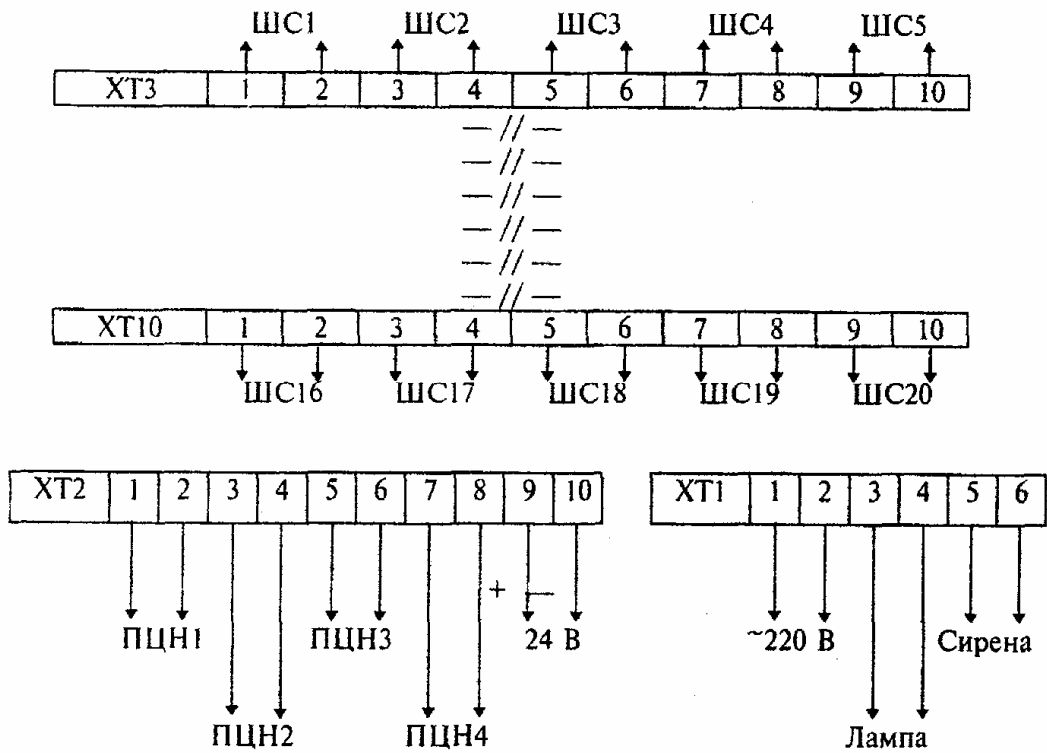 ШС1 ШС2 ШС3 ШС4 ШС5
ХТ3 1 2 3 4 5 6 7 8 9 10
— // —
— // —
— // —
— // —
— // —
— // —
ХТ10 1 2 3 4 5 6 7 8 9 10
ШС16 ШС17 ШС18 ШС19 ШС20
ХТ2 1 2 3 4 5 6 7 8 9 10
ХТ1 1 2 3 4 5 6
+ —
ПЦН1 ПЦН3 24 В
~220 В Сирена
ПЦН2 ПЦН4
Лампа